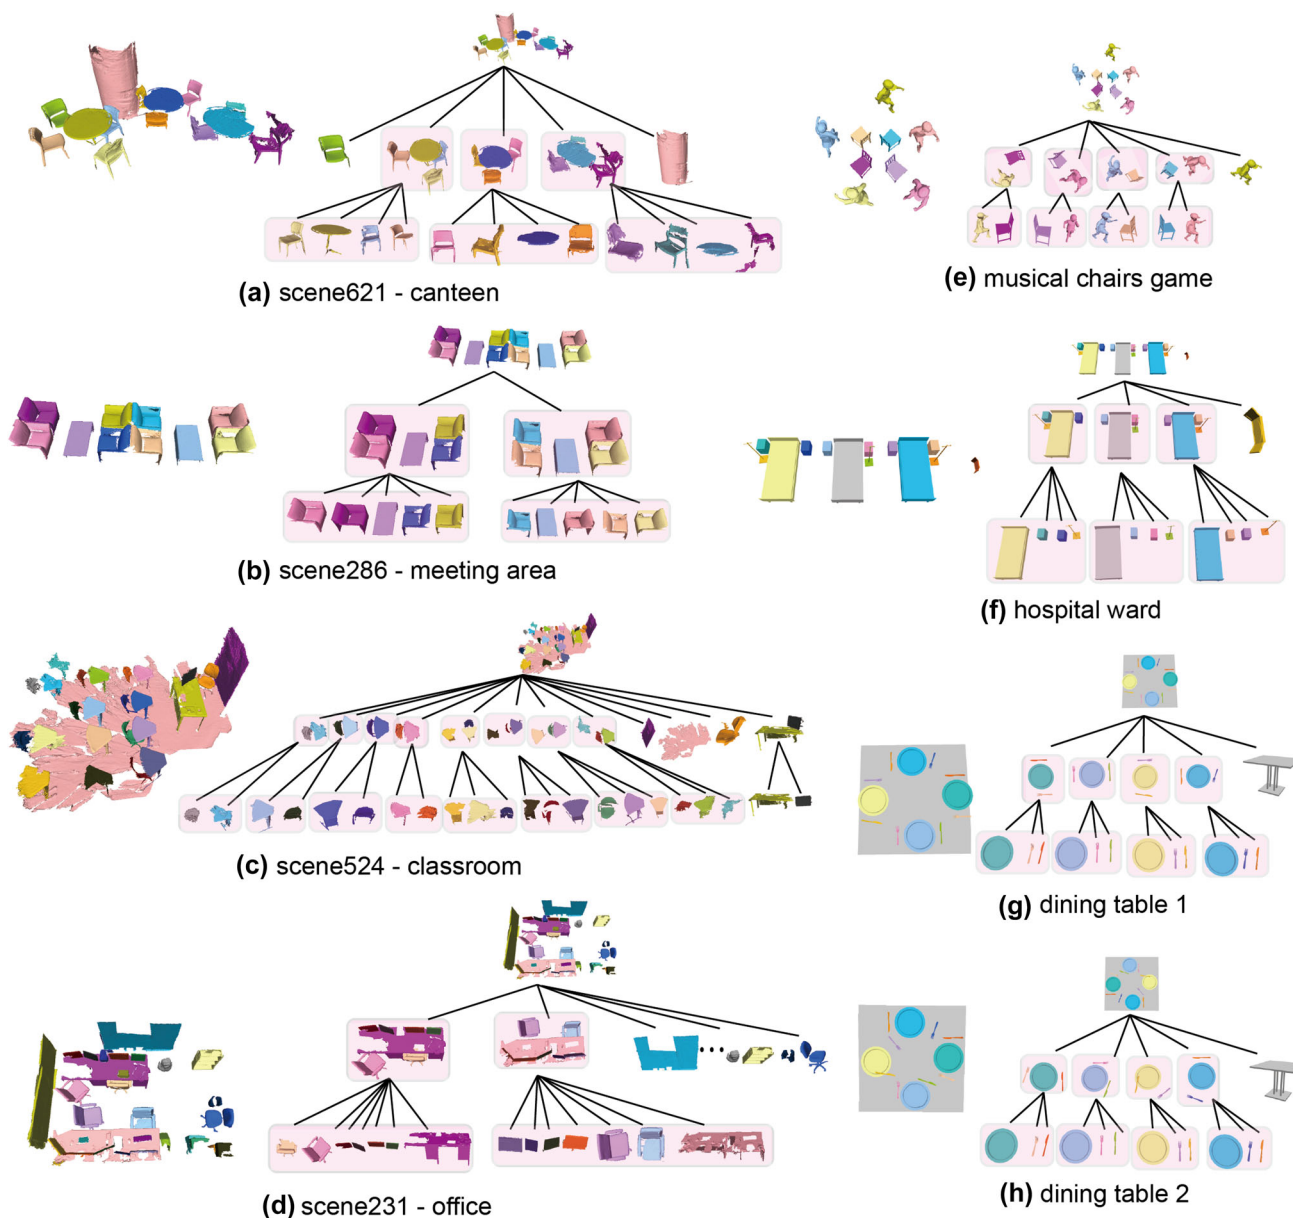 (a) scene621 - canteen
(e) musical chairs game
(b) scene286 - meeting area
(f) hospital ward
(c) scene524 - classroom
(g) dining table 1
(d) scene231 - office
(h) dining table 2